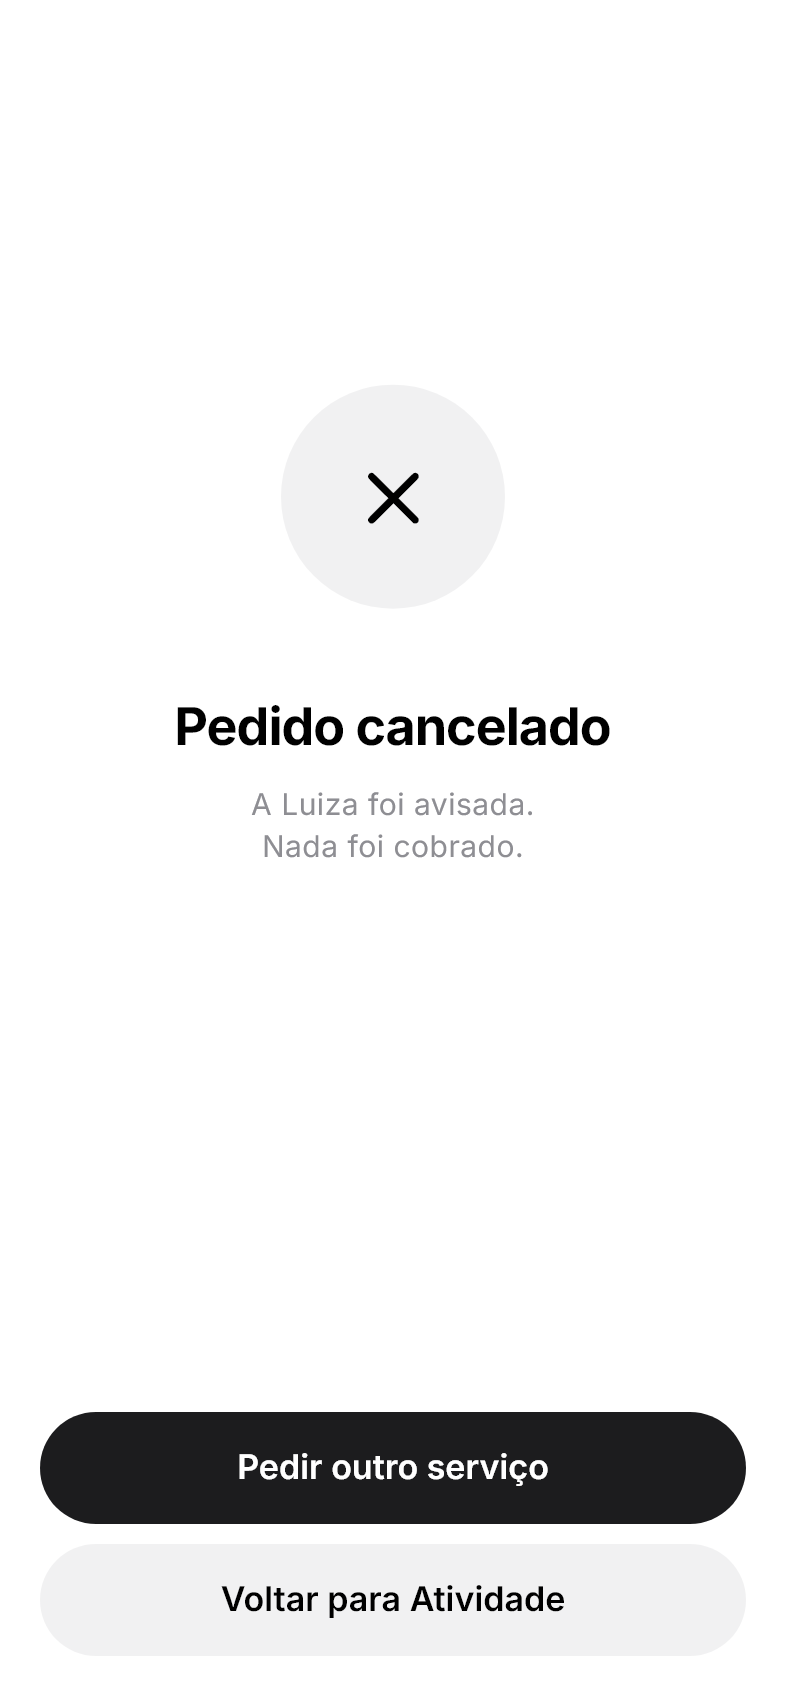 Pedido cancelado
A Luiza foi avisada.
Nada foi cobrado.
Pedir outro serviço
Voltar para Atividade